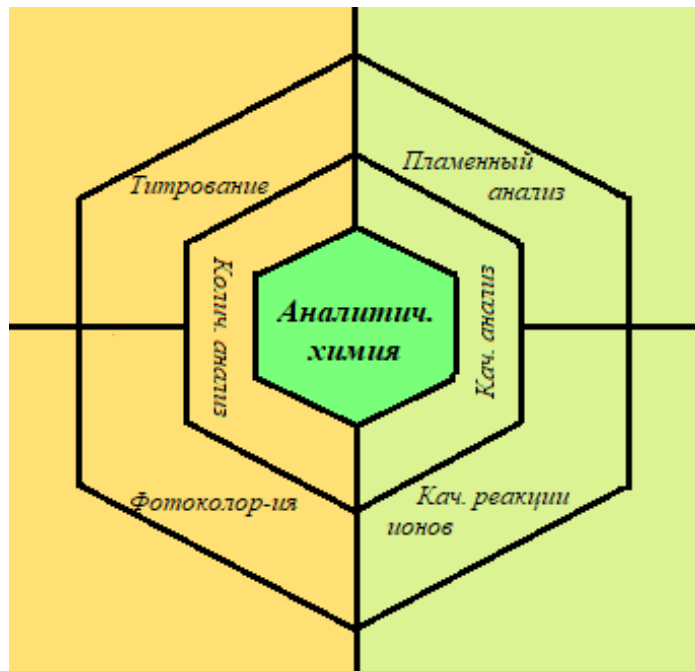 Титрование
Пламенный
анализ
Колич. анализ
Аналитич.
химия
Кач. анализ
Фотоколор-ия
Кач. реакции
ионов